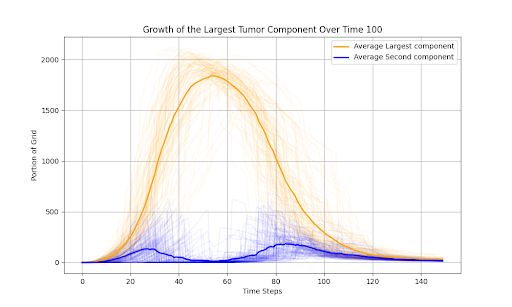 Growth of the Largest Tumor Component Over Time 100
Average Largest component
Average Second component
Portion of Grid
2000
1500
1000
500
0
0 20 40 60 80 100 120 140
Time Steps